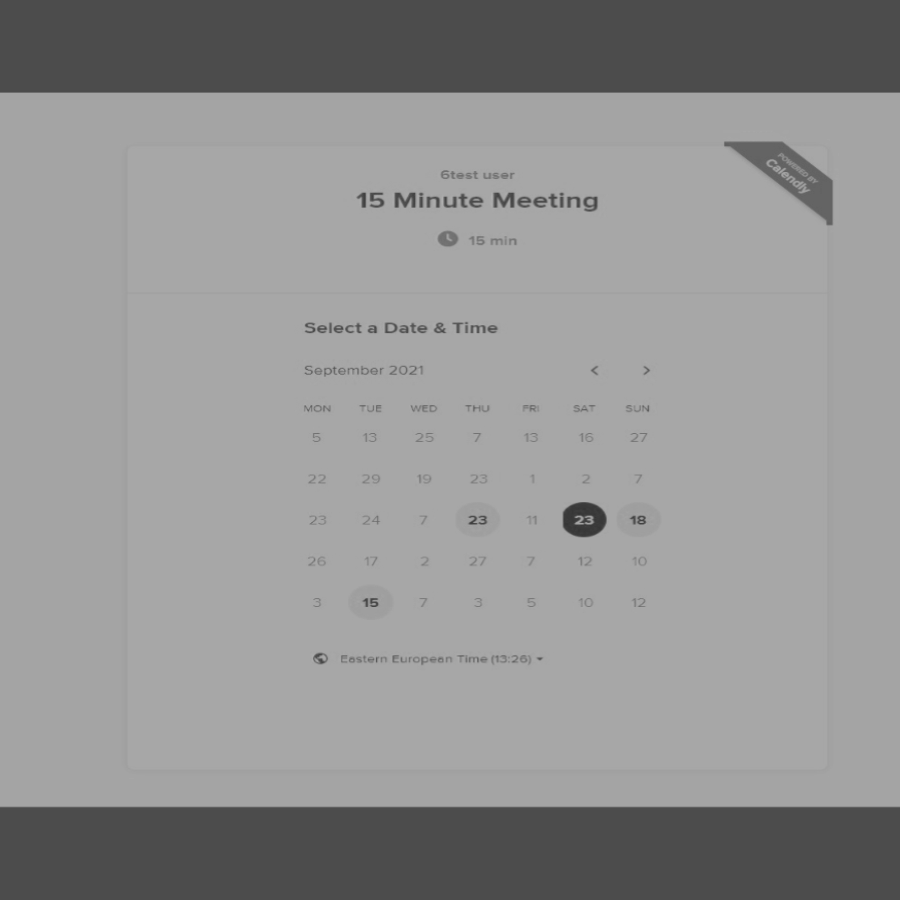 POWERED BY
Calendly
6test user
15 Minute Meeting
15 min
Select a Date & Time
September 2021
MON TUE WED THU FRI SAT SUN
5 13 25 7 13 16 27
22 29 19 23 1 2 7
23 24 7 23 11 23 18
26 17 2 27 7 12 10
3 15 7 3 5 10 12
Eastern European Time (13:26)